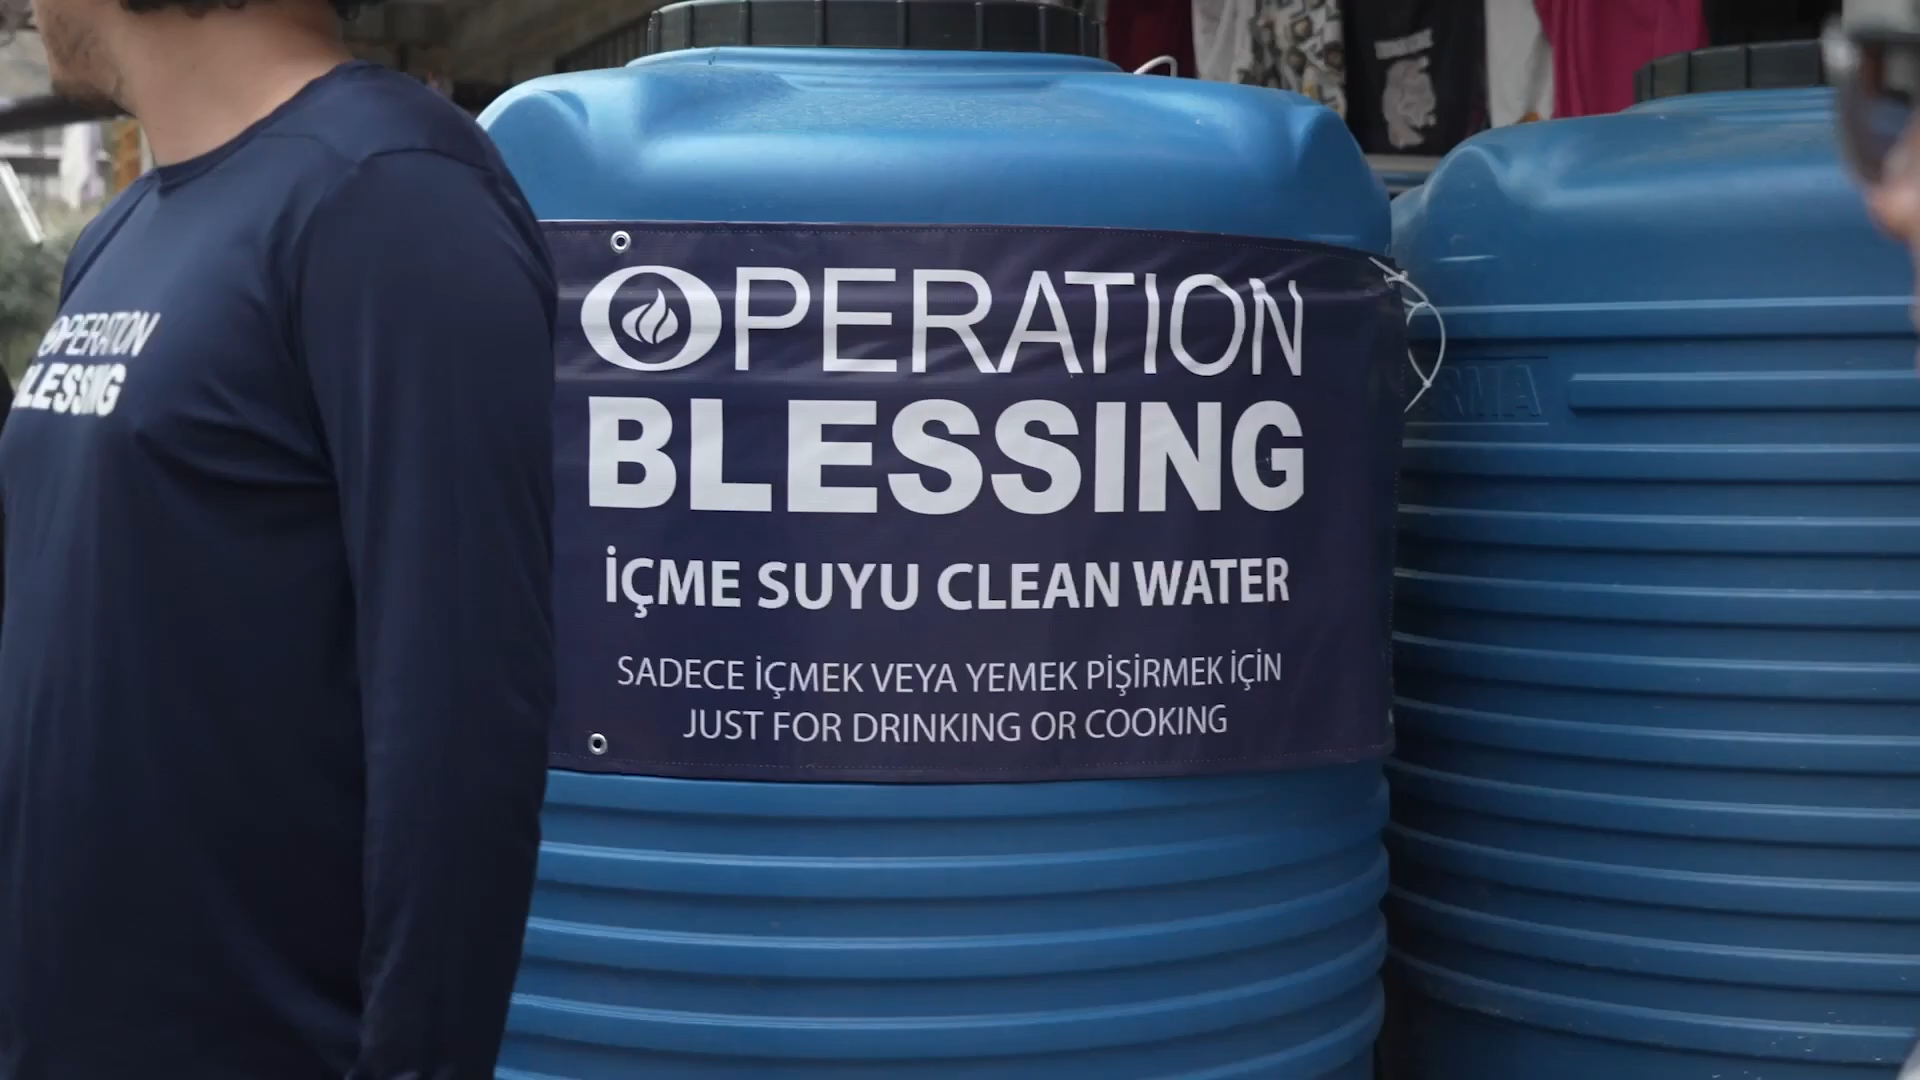 OPERATION
BLESSING
OPERATION
BLESSING
İÇME SUYU CLEAN WATER
SADECE İÇMEK VEYA YEMEK PİŞİRMEK İÇİN
JUST FOR DRINKING OR COOKING